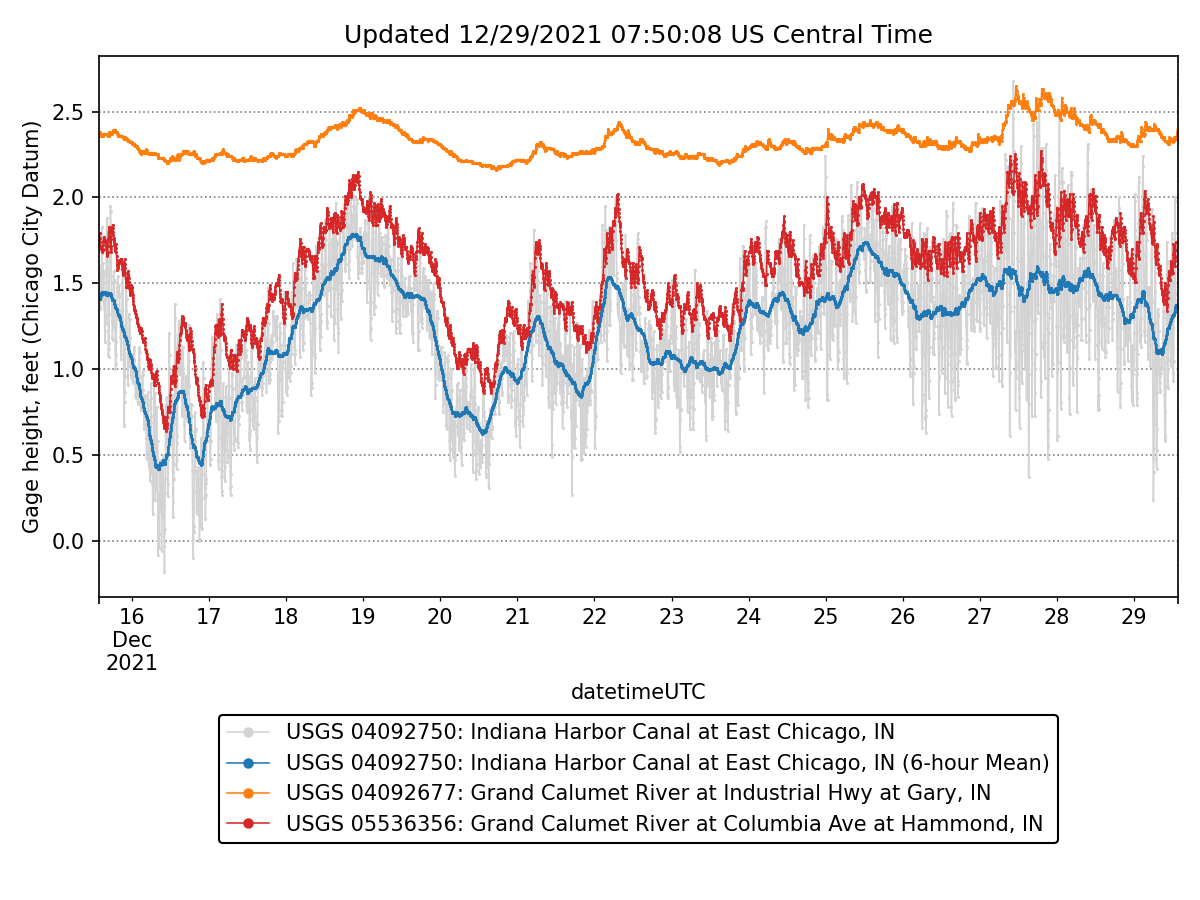 Updated 12/29/2021 07:50:08 US Central Time
Gage height, feet (Chicago City Datum)
2.5
2.0
1.5
1.0
0.5
0.0
16 17 18 19 20 21 22 23 24 25 26 27 28 29
Dec
2021
datetimeUTC
USGS 04092750: Indiana Harbor Canal at East Chicago, IN
USGS 04092750: Indiana Harbor Canal at East Chicago, IN (6-hour Mean)
USGS 04092677: Grand Calumet River at Industrial Hwy at Gary, IN
USGS 05536356: Grand Calumet River at Columbia Ave at Hammond, IN